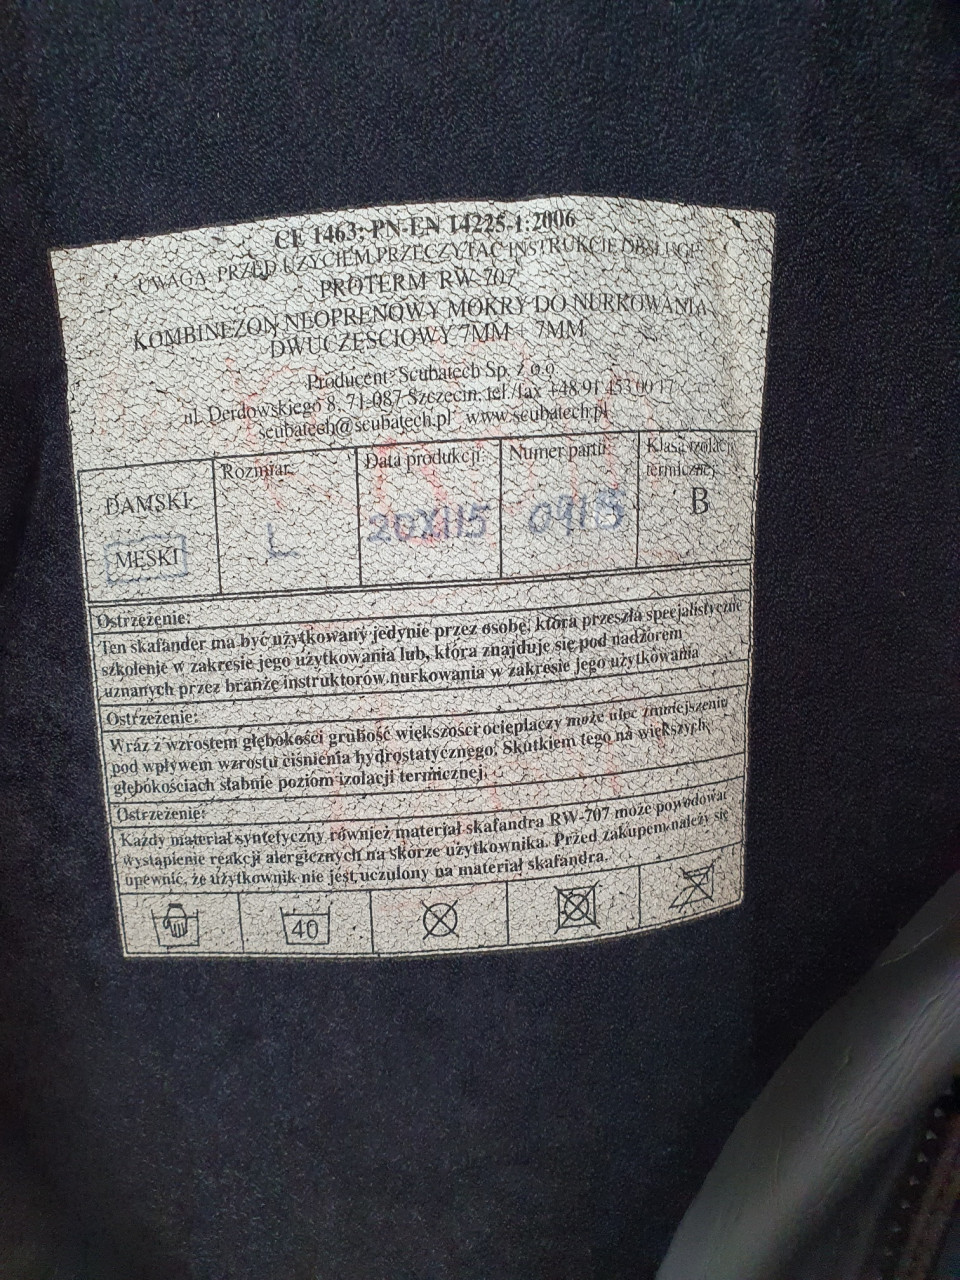 CE 1463; PN-EN 14225-1:2006
UWAGA PRZED UŻYCIEM PRZECZYTAĆ INSTRUKCJE OBSŁUGI
PROTERM RW-707
KOMBINEZON NEOPRENOWY MOKRY DO NURKOWANIA
DWUCZĘŚCIOWY 7MM + 7MM
Producent: Scubatech Sp. z o.o
ul. Derdowskiego 8, 71-087 Szczecin, tel./fax +48 91 453 00 17
scubatech@scubatech.pl www.scubatech.pl
DAMSKI
MĘSKI
Rozmiar
L
Data produkcji:
Numer partii:
Klasa izolacji
termicznej
B
Ostrzeżenie:
Ten skafander ma być użytkowany jedynie przez osobę, która przeszła specjalistyczne
szkolenie w zakresie jego użytkowania lub, która znajduje się pod nadzorem
uznanych przez branżę instruktorów nurkowania w zakresie jego użytkowania
Ostrzeżenie:
Wraz z wzrostem głębokości grubość większości ocieplaczy może ulec zmniejszeniu
pod wpływem wzrostu ciśnienia hydrostatycznego. Skutkiem tego na większych
głębokościach słabnie poziom izolacji termicznej.
Ostrzeżenie:
Każdy materiał syntetyczny również materiał skafandra RW-707 może powodować
wystąpienie reakcji alergicznych na skórze użytkownika. Przed zakupem należy się
upewnić, że użytkownik nie jest uczulony na materiał skafandra.
40